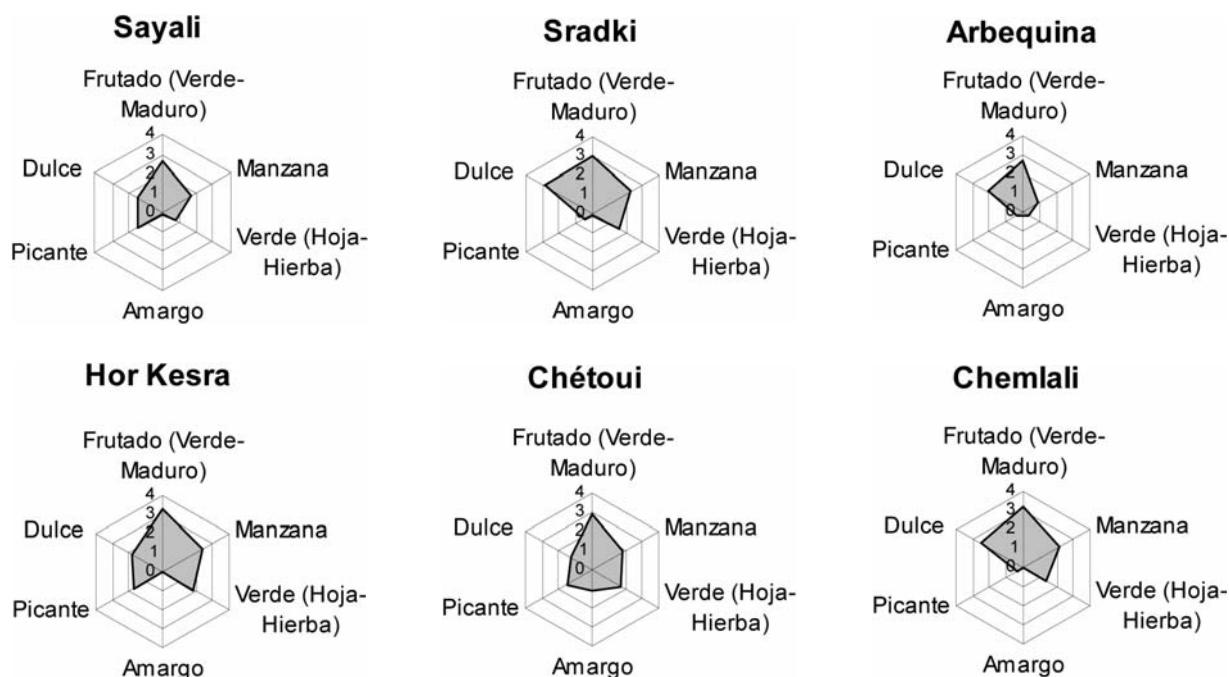 Sayali
Frutado (Verde-
Maduro)
4
3
2
1
0
Dulce
Manzana
Picante
Verde (Hoja-
Hierba)
Amargo
Sradki
Frutado (Verde-
Maduro)
4
3
2
1
0
Dulce
Manzana
Picante
Verde (Hoja-
Hierba)
Amargo
Arbequina
Frutado (Verde-
Maduro)
4
3
2
1
0
Dulce
Manzana
Picante
Verde (Hoja-
Hierba)
Amargo
Hor Kesra
Frutado (Verde-
Maduro)
4
3
2
1
0
Dulce
Manzana
Picante
Verde (Hoja-
Hierba)
Amargo
Chétoui
Frutado (Verde-
Maduro)
4
3
2
1
0
Dulce
Manzana
Picante
Verde (Hoja-
Hierba)
Amargo
Chemlali
Frutado (Verde-
Maduro)
4
3
2
1
0
Dulce
Manzana
Picante
Verde (Hoja-
Hierba)
Amargo